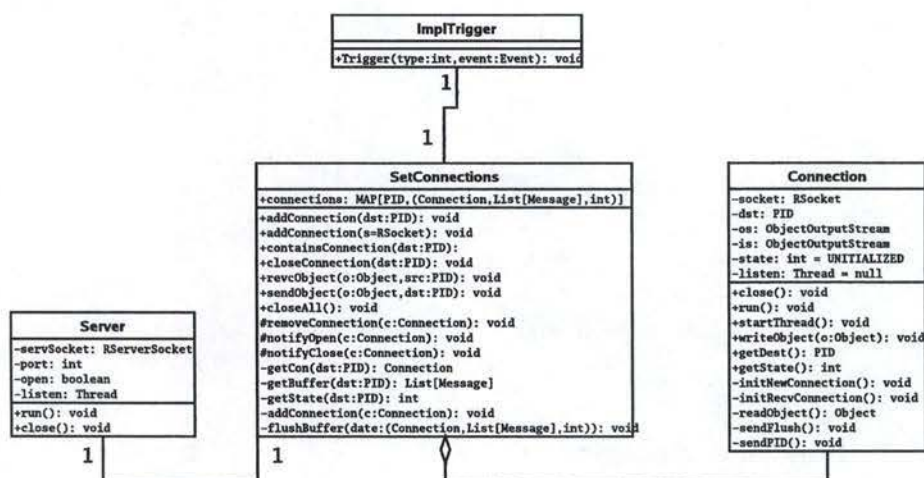 ImplTrigger
+Trigger(type:int,event:Event): void
1
1
SetConnections
+connections: MAP[PID,(Connection,List[Message],int)]
+addConnection(dst:PID): void
+addConnection(s=RSocket): void
+containsConnection(dst:PID):
+closeConnection(dst:PID): void
+revcObject(o:Object,src:PID): void
+sendObject(o:Object,dst:PID): void
+closeAll(): void
#removeConnection(c:Connection): void
#notifyOpen(c:Connection): void
#notifyClose(c:Connection): void
-getCon(dst:PID): Connection
-getBuffer(dst:PID): List[Message]
-getState(dst:PID): int
-addConnection(c:Connection): void
-flushBuffer(date:(Connection,List[Message],int)): void
Connection
-socket: RSocket
-dst: PID
-os: ObjectOutputStream
-is: ObjectOutputStream
-state: int = UNITIALIZED
-listen: Thread = null
+close(): void
+run(): void
+startThread(): void
+writeObject(o:Object): void
+getDest(): PID
+getState(): int
-initNewConnection(): void
-initRecvConnection(): void
-readObject(): Object
-sendFlush(): void
-sendPID(): void
Server
-servSocket: RServerSocket
-port: int
-open: boolean
-listen: Thread
+run(): void
+close(): void
1
1